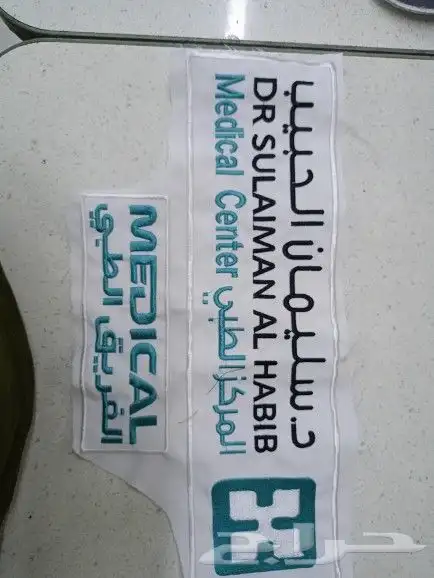 د. سليمان الحبيب
DR SULAIMAN AL HABIB
Medical Center المركز الطبي
MEDICAL
الفريق الطبي
حراج